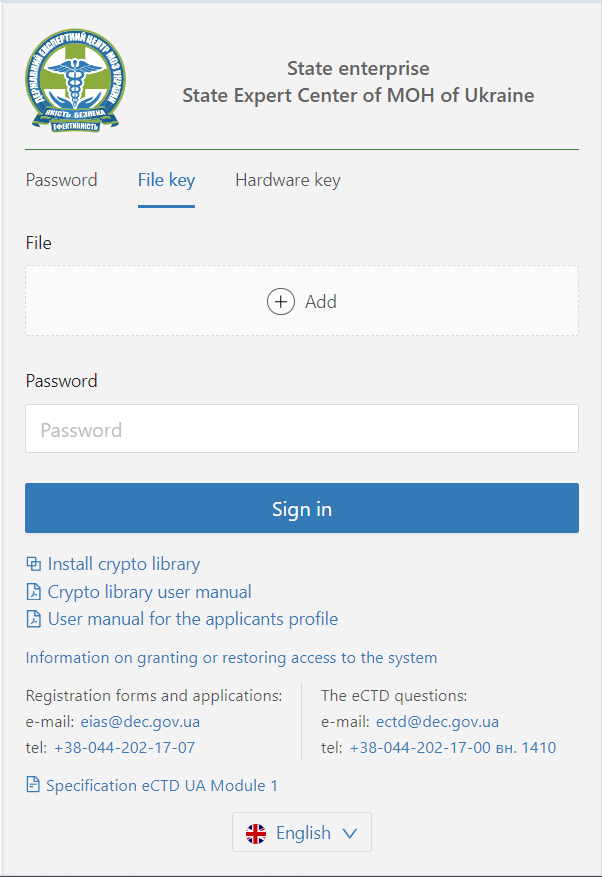 ДЕРЖАВНИЙ ЕКСПЕРТНИЙ ЦЕНТР МОЗ УКРАЇНИ
ЯКІСТЬ БЕЗПЕКА
ЕФЕКТИВНІСТЬ
State enterprise
State Expert Center of MOH of Ukraine
Password File key Hardware key
File
Add
Password
Password
Sign in
Install crypto library
Crypto library user manual
User manual for the applicants profile
Information on granting or restoring access to the system
Registration forms and applications:
e-mail: eias@dec.gov.ua
tel: +38-044-202-17-07
The eCTD questions:
e-mail: ectd@dec.gov.ua
tel: +38-044-202-17-00 вн. 1410
Specification eCTD UA Module 1
English